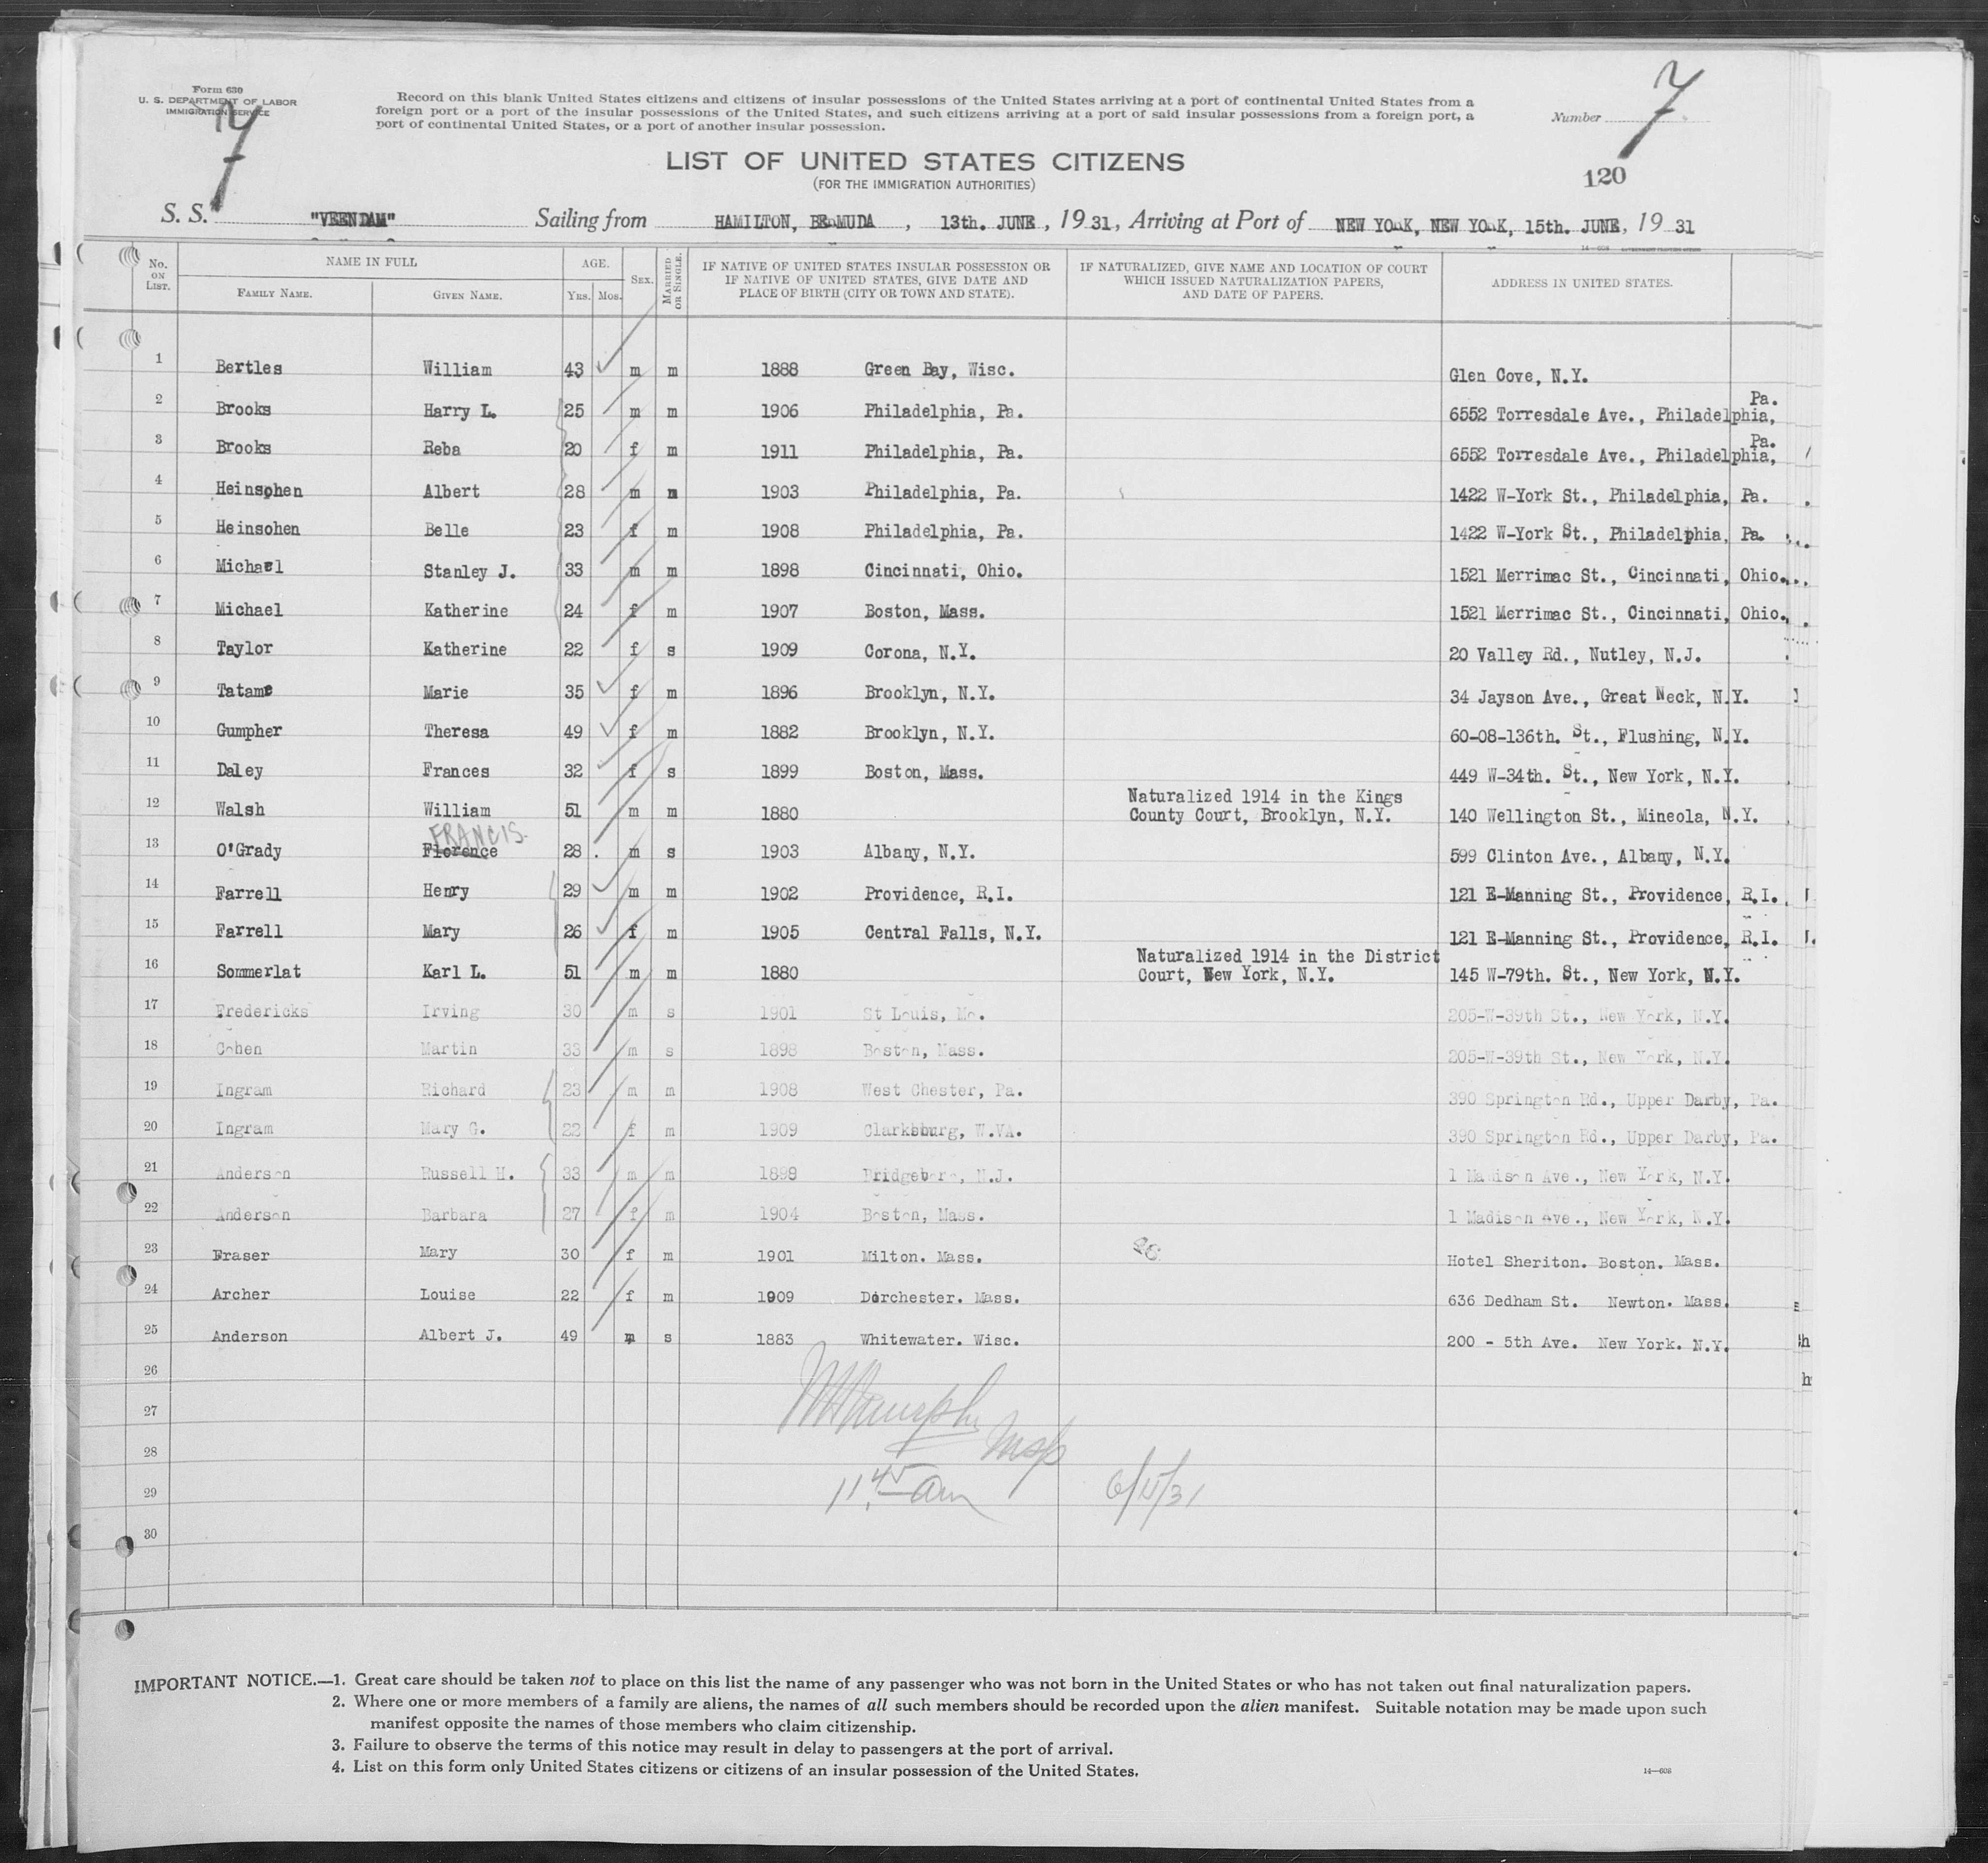 Form 630
U. S. DEPARTMENT OF LABOR
IMMIGRATION SERVICE
7
Record on this blank United States citizens and citizens of insular possessions of the United States arriving at a port of continental United States from a
foreign port or a port of the insular possessions of the United States, and such citizens arriving at a port of said insular possessions from a foreign port, a
port of continental United States, or a port of another insular possession.
Number 7
120
LIST OF UNITED STATES CITIZENS
(FOR THE IMMIGRATION AUTHORITIES)
S. S. "VEENDAM" Sailing from HAMILTON, BERMUDA, 13th. JUNE, 1931, Arriving at Port of NEW YORK, NEW YORK, 15th. JUNE, 1931
No. ON LIST. NAME IN FULL FAMILY NAME. GIVEN NAME. AGE. YRS. MOS. SEX. MARRIED OR SINGLE. IF NATIVE OF UNITED STATES INSULAR POSSESSION OR IF NATIVE OF UNITED STATES, GIVE DATE AND PLACE OF BIRTH (CITY OR TOWN AND STATE). IF NATURALIZED, GIVE NAME AND LOCATION OF COURT WHICH ISSUED NATURALIZATION PAPERS, AND DATE OF PAPERS. ADDRESS IN UNITED STATES.
1 Bertles William 43 m m 1888 Green Bay, Wisc. Glen Cove, N.Y.
2 Brooks Harry L. 25 m m 1906 Philadelphia, Pa. 6552 Torresdale Ave., Philadelphia, Pa.
3 Brooks Reba 20 f m 1911 Philadelphia, Pa. 6552 Torresdale Ave., Philadelphia, Pa.
4 Heinsohen Albert 28 m m 1903 Philadelphia, Pa. 1422 W-York St., Philadelphia, Pa.
5 Heinsohen Belle 23 f m 1908 Philadelphia, Pa. 1422 W-York St., Philadelphia, Pa.
6 Michael Stanley J. 33 m m 1898 Cincinnati, Ohio. 1521 Merrimac St., Cincinnati, Ohio.
7 Michael Katherine 24 f m 1907 Boston, Mass. 1521 Merrimac St., Cincinnati, Ohio.
8 Taylor Katherine 22 f s 1909 Corona, N.Y. 20 Valley Rd., Nutley, N.J.
9 Tatame Marie 35 f m 1896 Brooklyn, N.Y. 34 Jayson Ave., Great Neck, N.Y.
10 Gumpher Theresa 49 f m 1882 Brooklyn, N.Y. 60-08-136th. St., Flushing, N.Y.
11 Daley Frances 32 f s 1899 Boston, Mass. 449 W-34th. St., New York, N.Y.
12 Walsh William 51 m m 1880 Naturalized 1914 in the Kings County Court, Brooklyn, N.Y. 140 Wellington St., Mineola, N.Y.
FRANCIS.
13 O'Grady Florence 28 m s 1903 Albany, N.Y. 599 Clinton Ave., Albany, N.Y.
14 Farrell Henry 29 m m 1902 Providence, R.I. 121 E-Manning St., Providence, R.I.
15 Farrell Mary 26 f m 1905 Central Falls, N.Y. 121 E-Manning St., Providence, R.I.
16 Sommerlat Karl L. 51 m m 1880 Naturalized 1914 in the District Court, New York, N.Y. 145 W-79th. St., New York, N.Y.
17 Fredericks Irving 30 m s 1901 St Louis, Mo. 205-W-39th St., New York, N.Y.
18 Cohen Martin 33 m s 1898 Boston, Mass. 205-W-39th St., New York, N.Y.
19 Ingram Richard 23 m m 1908 West Chester, Pa. 390 Springton Rd., Upper Darby, Pa.
20 Ingram Mary G. 22 f m 1909 Clarksburg, W.VA. 390 Springton Rd., Upper Darby, Pa.
21 Anderson Russell H. 33 m m 1898 Bridgeboro, N.J. 1 Madison Ave., New York, N.Y.
22 Anderson Barbara 27 f m 1904 Boston, Mass. 1 Madison Ave., New York, N.Y.
23 Fraser Mary 30 f m 1901 Milton. Mass. Hotel Sheriton. Boston. Mass.
24 Archer Louise 22 f m 1909 Dorchester. Mass. 636 Dedham St. Newton. Mass.
25 Anderson Albert J. 49 m s 1883 Whitewater. Wisc. 200 - 5th Ave. New York. N.Y.
26
27
28
29 11.45 am 6/15/31
30
IMPORTANT NOTICE.—1. Great care should be taken not to place on this list the name of any passenger who was not born in the United States or who has not taken out final naturalization papers.
2. Where one or more members of a family are aliens, the names of all such members should be recorded upon the alien manifest. Suitable notation may be made upon such
manifest opposite the names of those members who claim citizenship.
3. Failure to observe the terms of this notice may result in delay to passengers at the port of arrival.
4. List on this form only United States citizens or citizens of an insular possession of the United States.
14—608